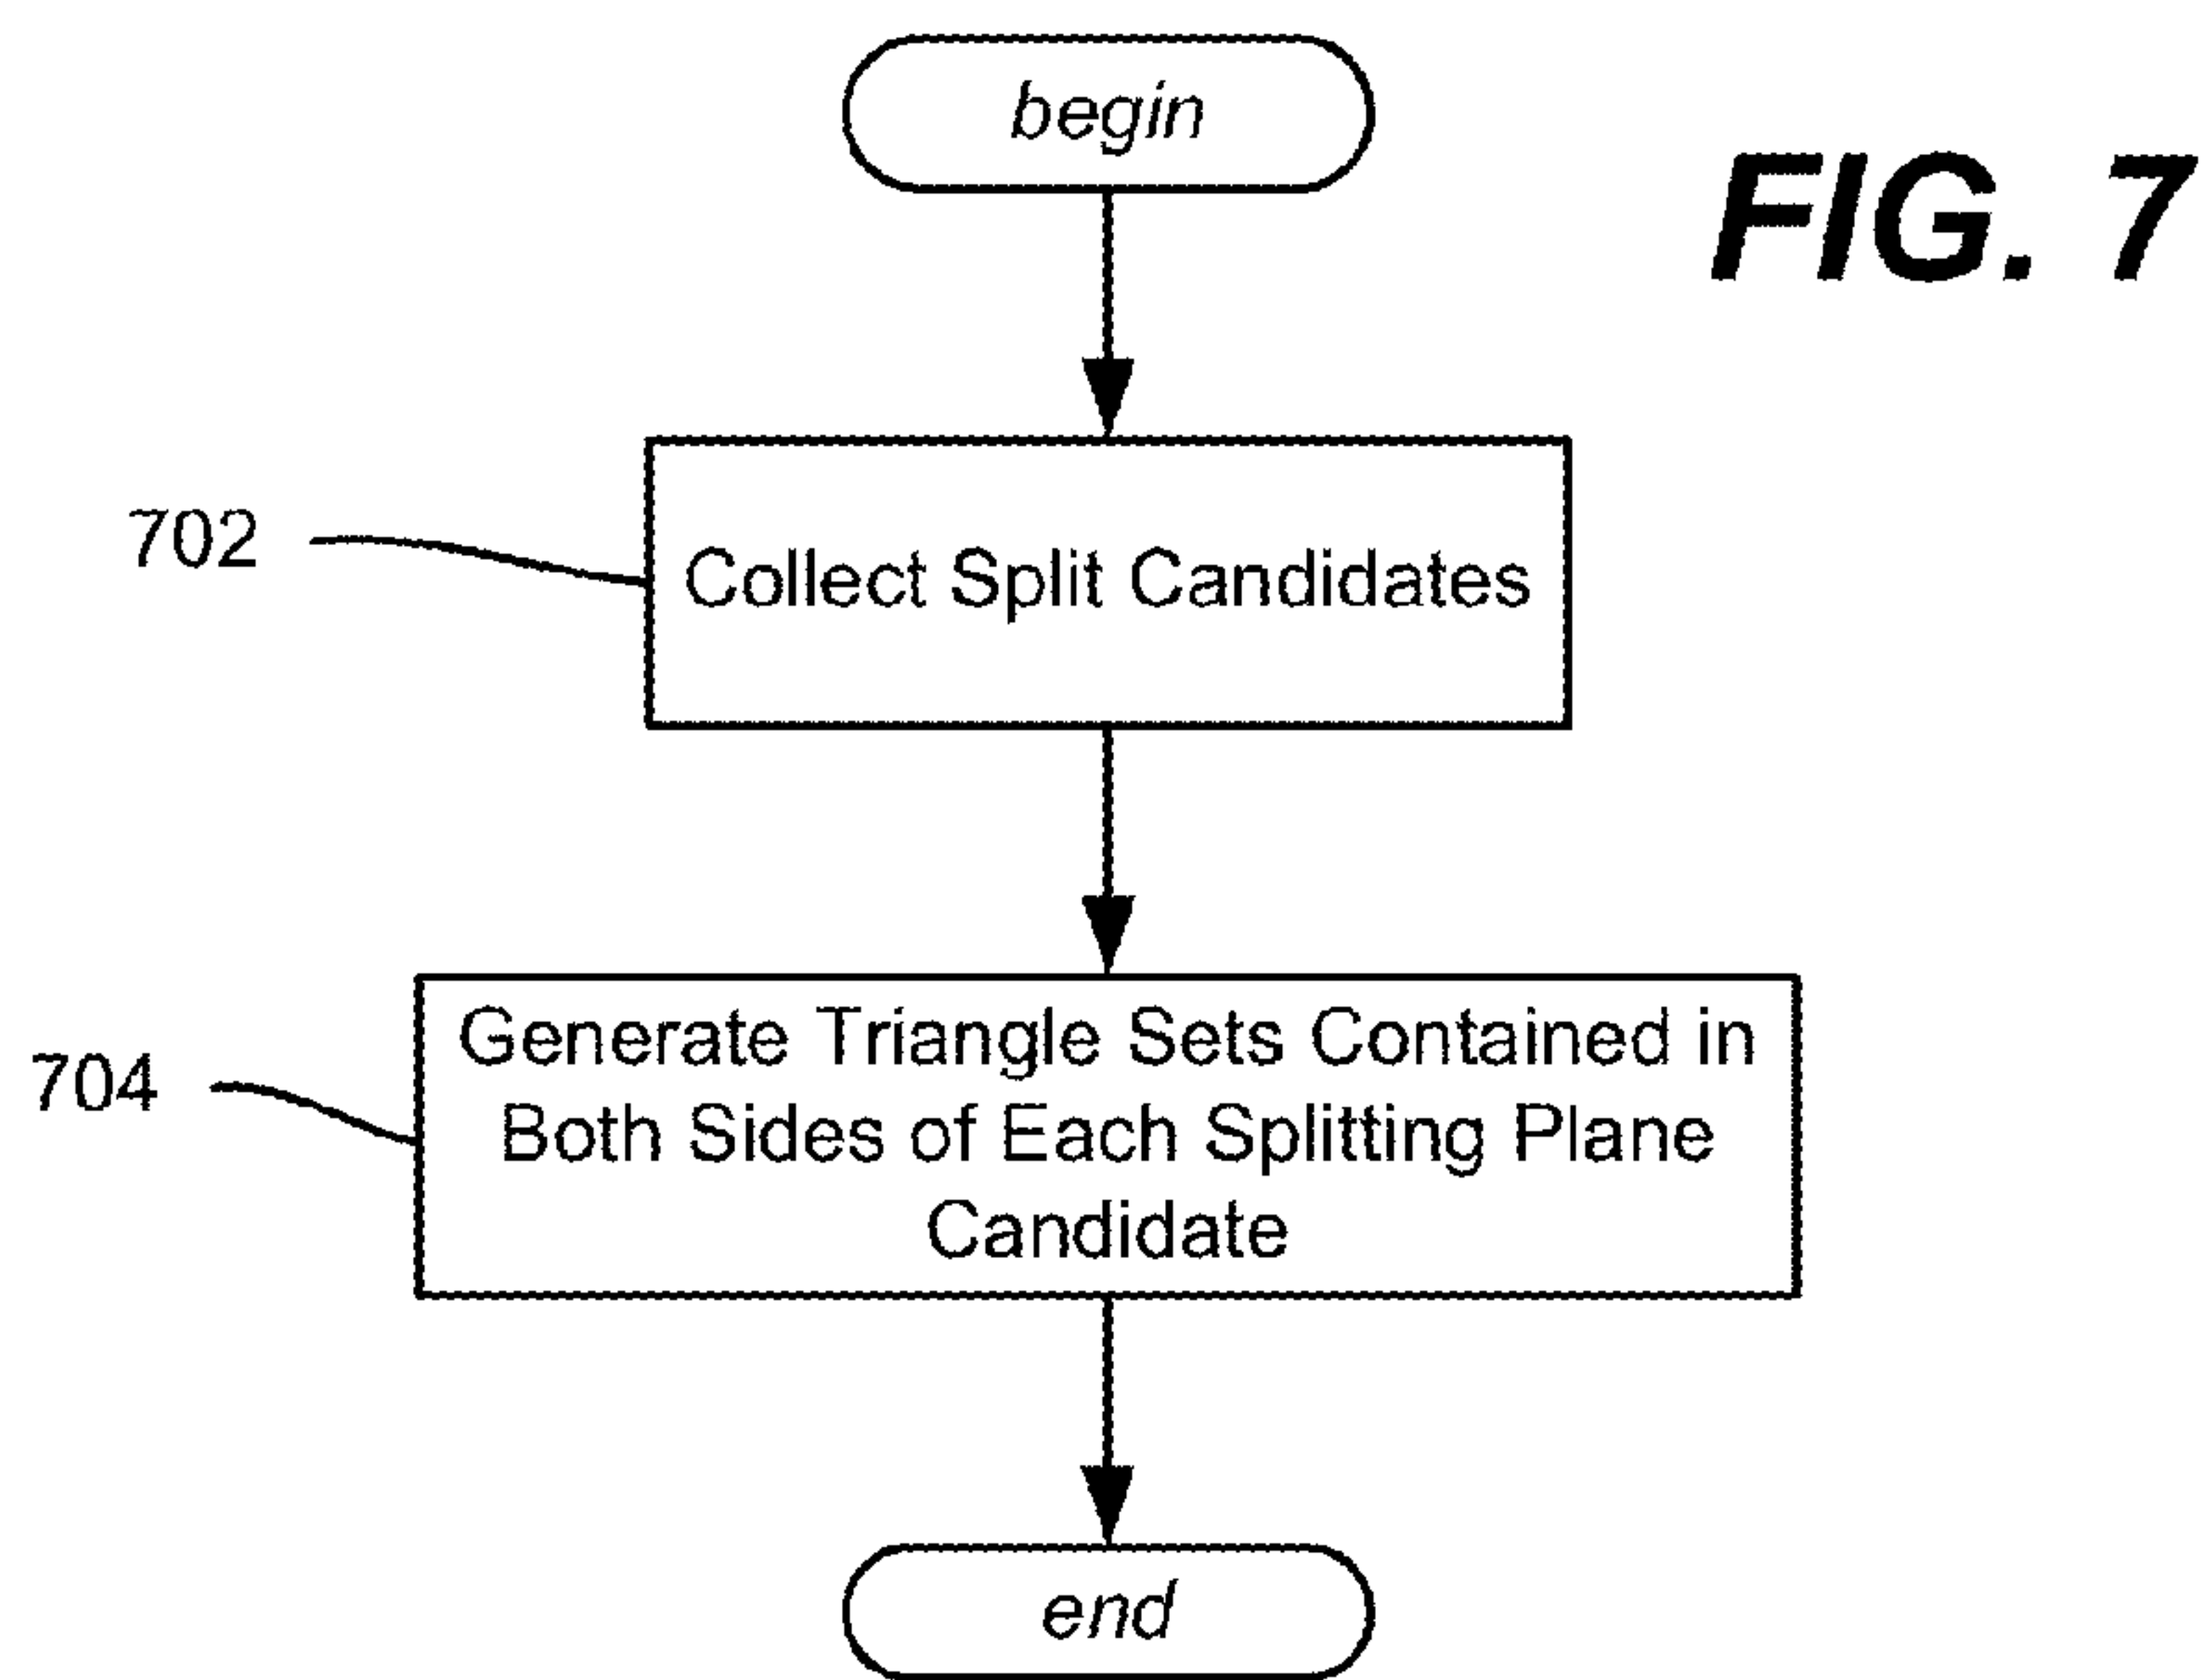 begin
FIG. 7
702
Collect Split Candidates
704
Generate Triangle Sets Contained in
Both Sides of Each Splitting Plane
Candidate
end